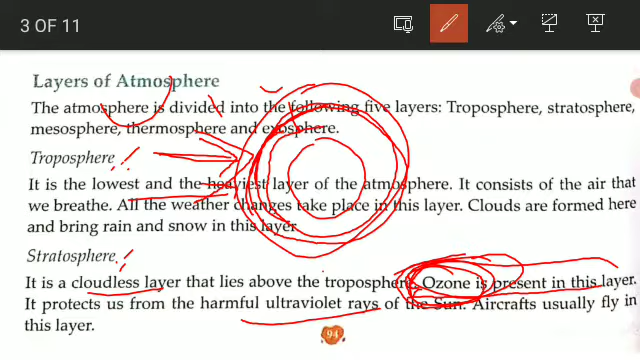 3 OF 11
Layers of Atmosphere
The atmosphere is divided into the following five layers: Troposphere, stratosphere,
mesosphere, thermosphere and exosphere.
Troposphere
It is the lowest and the heaviest layer of the atmosphere. It consists of the air that
we breathe. All the weather changes take place in this layer. Clouds are formed here
and bring rain and snow in this layer
Stratosphere
It is a cloudless layer that lies above the troposphere. Ozone is present in this layer.
It protects us from the harmful ultraviolet rays of the Sun. Aircrafts usually fly in
this layer.
94